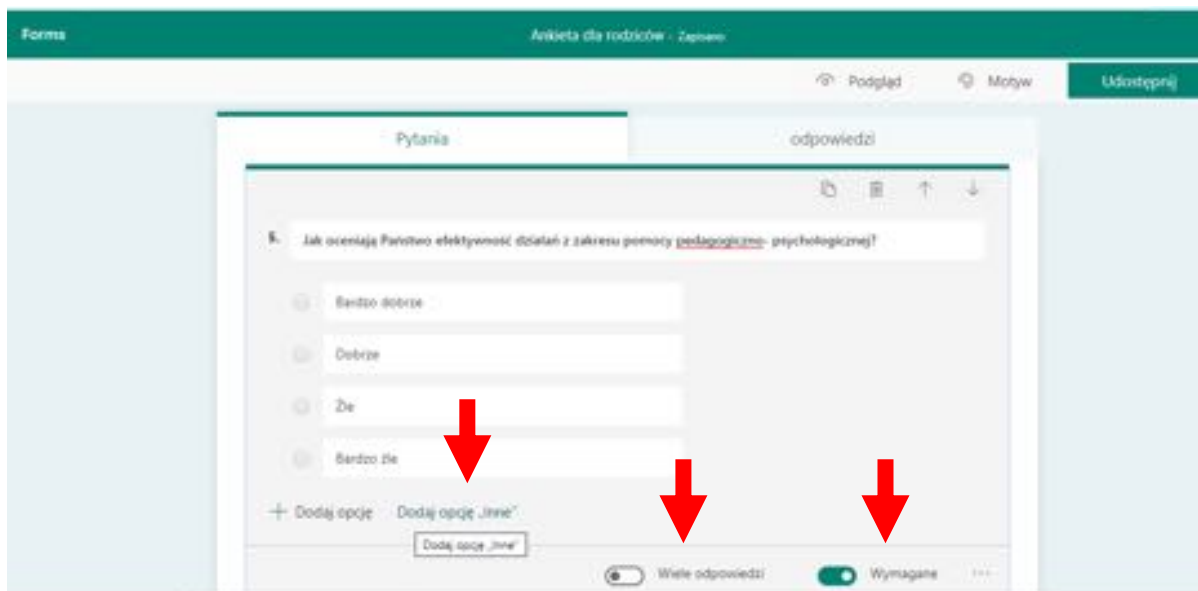 Forms
Ankieta dla rodziców - Zapisano
Podgląd Motyw Udostępnij
Pytania odpowiedzi
5. Jak oceniają Państwo efektywność działań z zakresu pomocy pedagogiczno- psychologicznej?
Bardzo dobrze
Dobrze
Źle
Bardzo źle
+ Dodaj opcję Dodaj opcję „Inne”
Dodaj opcję „Inne”
Wiele odpowiedzi Wymagane ...